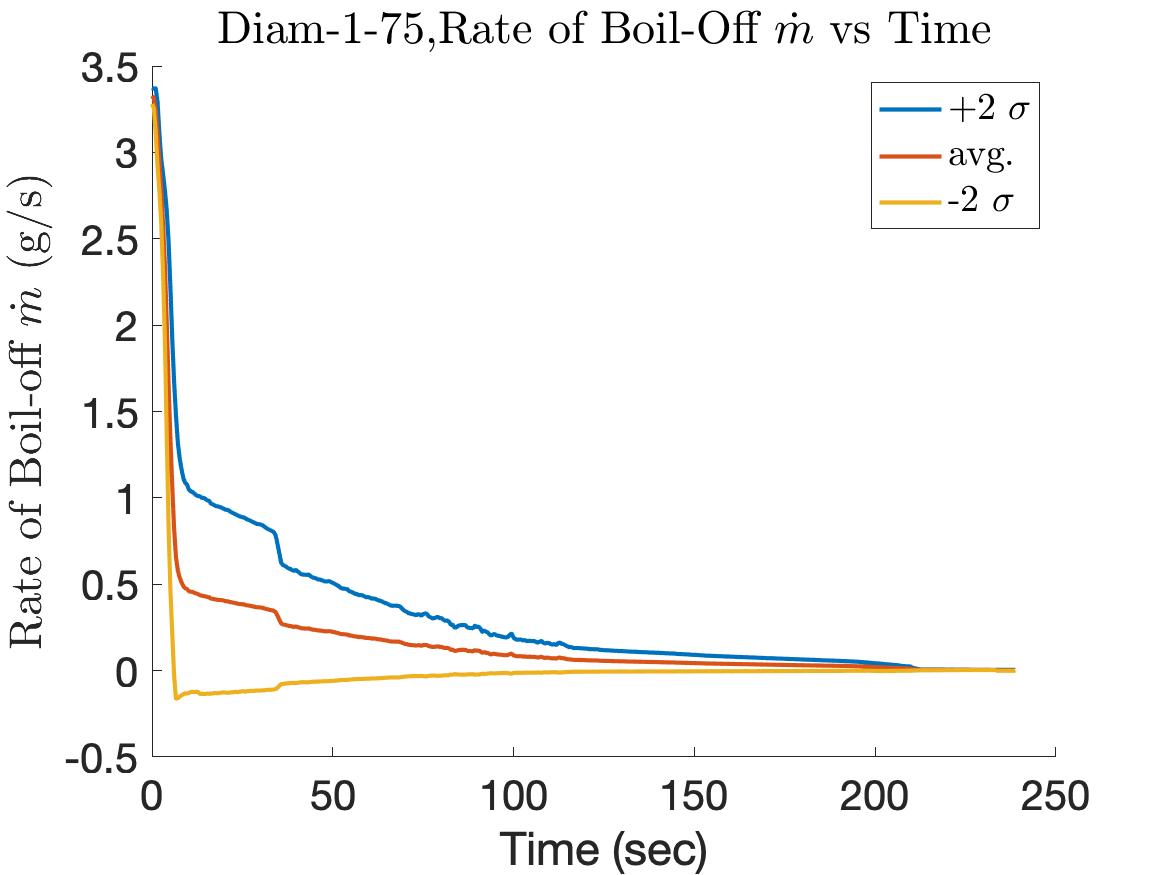 Diam-1-75,Rate of Boil-Off ṁ vs Time
+2 σ
avg.
-2 σ
Rate of Boil-off ṁ (g/s)
3.5
3
2.5
2
1.5
1
0.5
0
-0.5
0 50 100 150 200 250
Time (sec)